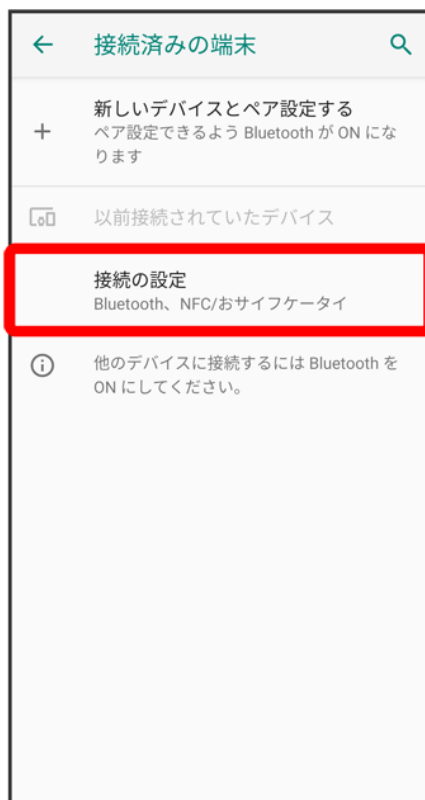 接続済みの端末
新しいデバイスとペア設定する
ペア設定できるよう Bluetooth が ON にな
ります
以前接続されていたデバイス
接続の設定
Bluetooth、NFC/おサイフケータイ
他のデバイスに接続するには Bluetooth を
ON にしてください。